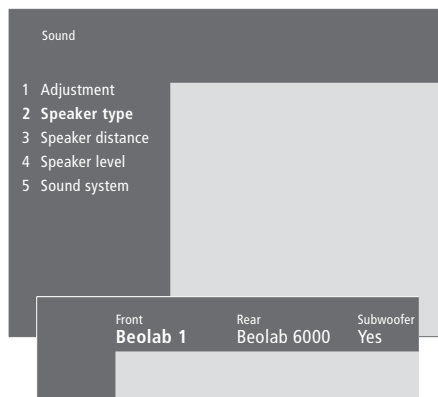 Sound
1 Adjustment
2 Speaker type
3 Speaker distance
4 Speaker level
5 Sound system
Front Rear Subwoofer
Beolab 1 Beolab 6000 Yes